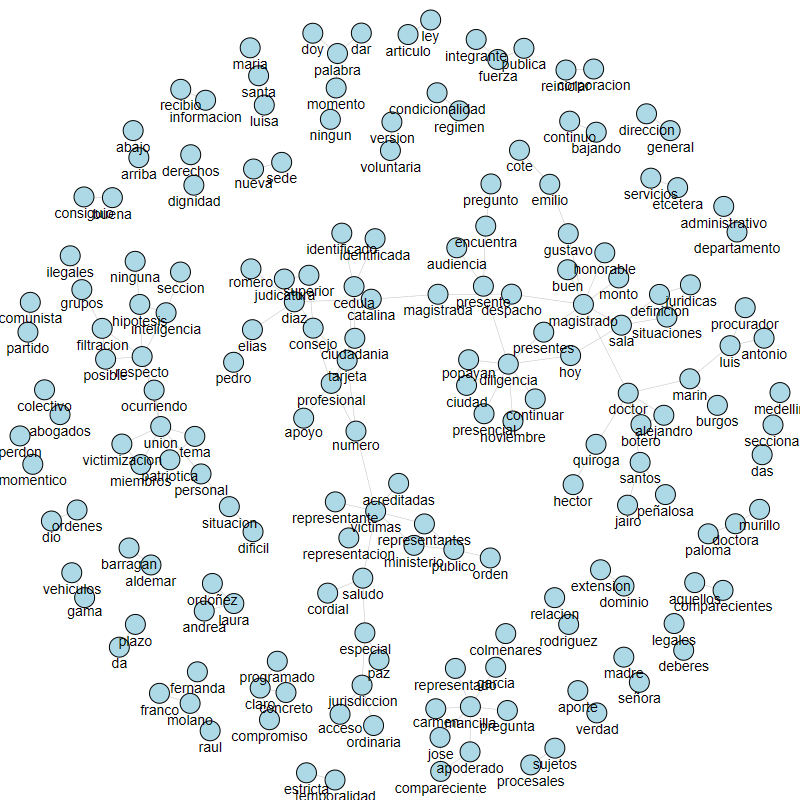 ley
doy
dar
articulo
maria
palabra
integrante
publica
fuerza
santa
reiniciar
corporacion
recibio
informacion
momento
condicionalidad
luisa
regimen
ningun
version
continuo
bajando
direccion
general
abajo
arriba
derechos
voluntaria
cote
nueva
sede
dignidad
pregunto
emilio
servicios
etcetera
consiguio
buena
administrativo
departamento
identificado
identificada
encuentra
gustavo
audiencia
honorable
ilegales
ninguna
seccion
romero
judicatura
superior
buen
monto
grupos
cedula
catalina
magistrada
presente
despacho
definicion
juridicas
comunista
hipotesis
inteligencia
diaz
magistrado
situaciones
procurador
partido
filtracion
elias
consejo
ciudadania
presentes
sala
luis
antonio
posible
respecto
pedro
tarjeta
popayan
diligencia
hoy
colectivo
ocurriendo
profesional
ciudad
doctor
marin
medellin
abogados
apoyo
continuar
presencial
noviembre
alejandro
botero
burgos
perdon
union
victimizacion
tema
numero
quiroga
secciona
momentico
miembros
patriotica
personal
santos
das
acreditadas
hector
peñalosa
jairo
situacion
representante
victimas
murillo
dio
ordenes
dificil
representantes
doctora
paloma
representacion
ministerio
publico
orden
barragan
aldemar
saludo
extension
dominio
vehiculos
gama
ordoñez
andrea
laura
cordial
relacion
rodriguez
aquellos
comparecientes
plazo
da
especial
colmenares
legales
deberes
programado
paz
representado
garcia
madre
señora
fernanda
claro
concreto
jurisdiccion
franco
molano
compromiso
acceso
ordinaria
carmen
mancilla
pregunta
aporte
verdad
raul
jose
apoderado
sujetos
procesales
compareciente
estricta
temporalidad